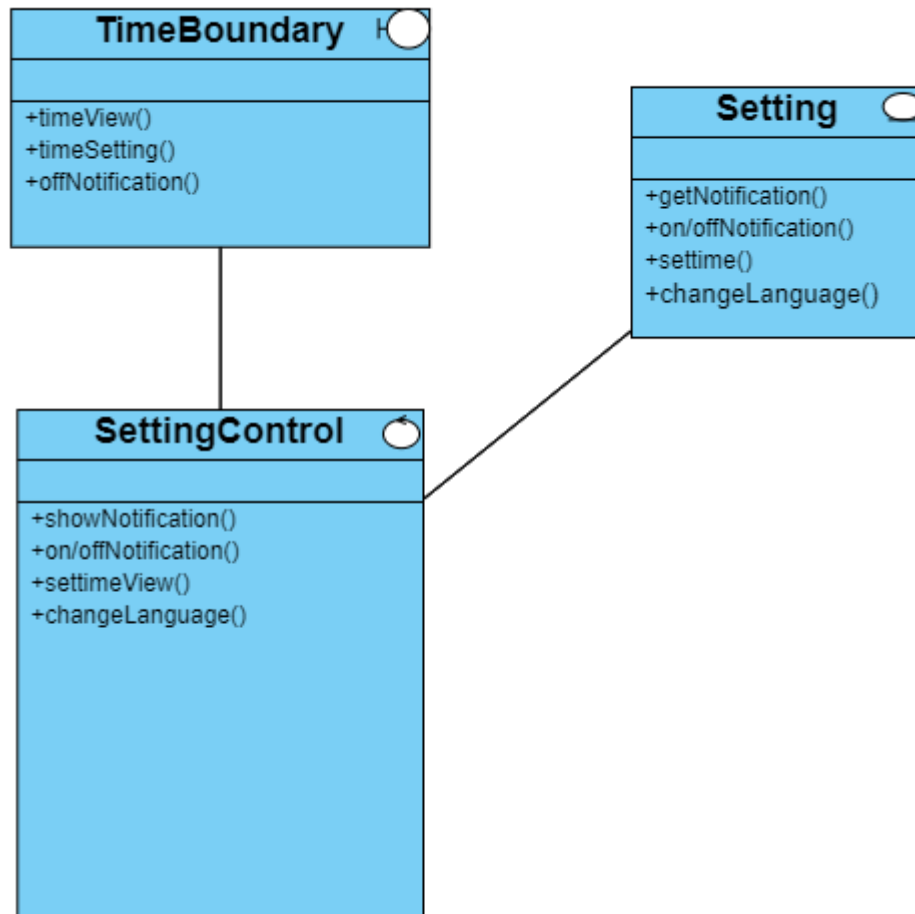 TimeBoundary
+timeView()
+timeSetting()
+offNotification()
Setting
+getNotification()
+on/offNotification()
+settime()
+changeLanguage()
SettingControl
+showNotification()
+on/offNotification()
+settimeView()
+changeLanguage()